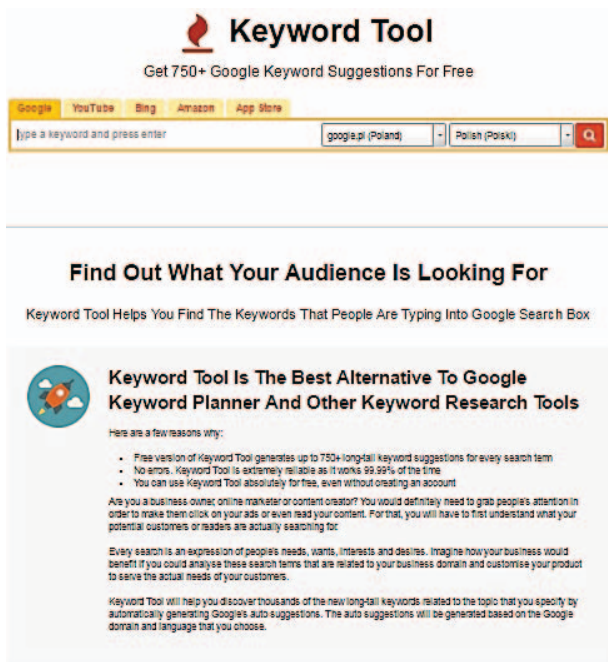 Keyword Tool
Get 750+ Google Keyword Suggestions For Free
Google YouTube Bing Amazon App Store
Type a keyword and press enter google.pl (Poland) Polish (Polski)
Find Out What Your Audience Is Looking For
Keyword Tool Helps You Find The Keywords That People Are Typing Into Google Search Box
Keyword Tool Is The Best Alternative To Google
Keyword Planner And Other Keyword Research Tools
Here are a few reasons why:
• Free version of Keyword Tool generates up to 750+ long-tail keyword suggestions for every search term
• No errors. Keyword Tool is extremely reliable as it works 99.99% of the time
• You can use Keyword Tool absolutely for free, even without creating an account
Are you a business owner, online marketer or content creator? You would definitely need to grab people's attention in
order to make them click on your ads or even read your content. For that, you will have to first understand what your
potential customers or readers are actually searching for.
Every search is an expression of people's needs, wants, interests and desires. Imagine how your business would
benefit if you could analyse these search terms that are related to your business domain and customise your product
to serve the actual needs of your customers.
Keyword Tool will help you discover thousands of the new long-tail keywords related to the topic that you specify by
automatically generating Google's auto suggestions. The auto suggestions will be generated based on the Google
domain and language that you choose.